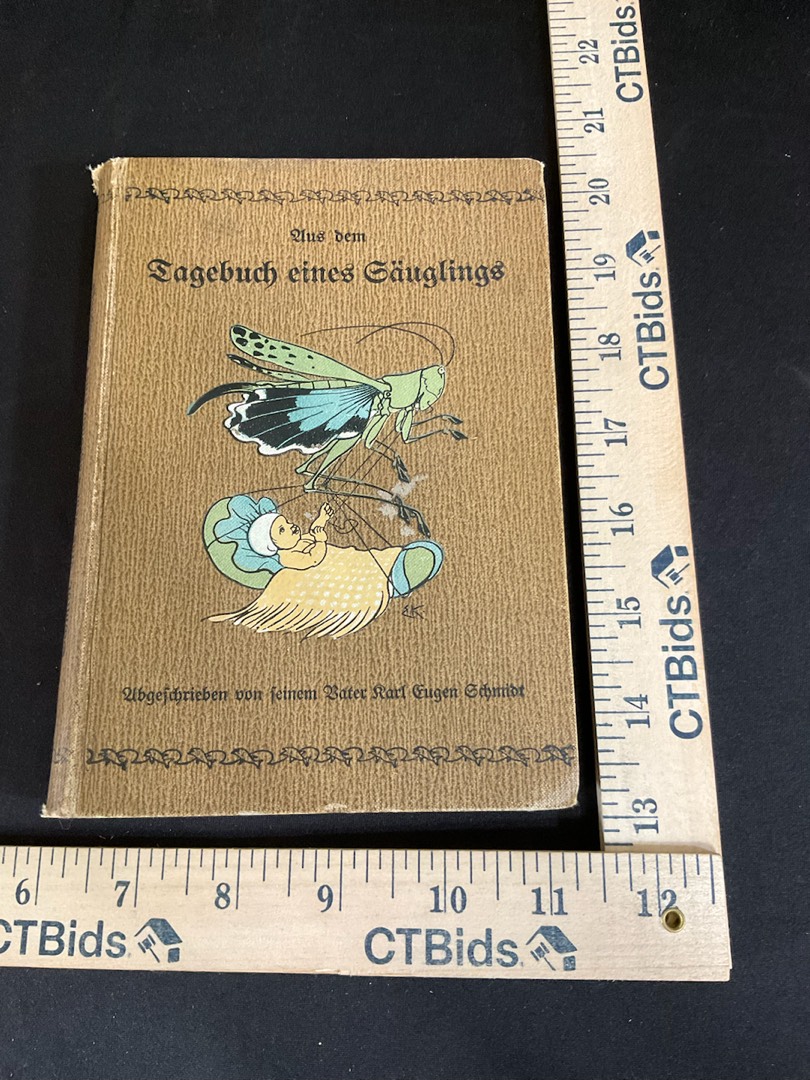 Aus dem
Tagebuch eines Säuglings
EK
Abgeschrieben von seinem Vater Karl Eugen Schmidt
22
21
20
19
18
17
16
15
14
13
CTBids.
CTBids.
CTBids.
6 7 8 9 10 11 12
CTBids. CTBids.